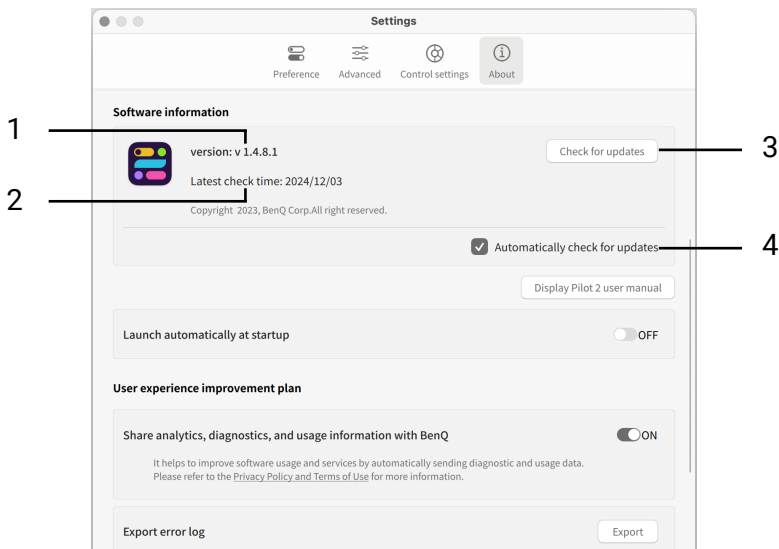 Settings
Preference Advanced Control settings About
Software information
1
version: v 1.4.8.1
Check for updates
3
Latest check time: 2024/12/03
2
Copyright 2023, BenQ Corp.All right reserved.
Automatically check for updates
4
Display Pilot 2 user manual
Launch automatically at startup
OFF
User experience improvement plan
Share analytics, diagnostics, and usage information with BenQ
ON
It helps to improve software usage and services by automatically sending diagnostic and usage data.
Please refer to the Privacy Policy and Terms of Use for more information.
Export error log
Export